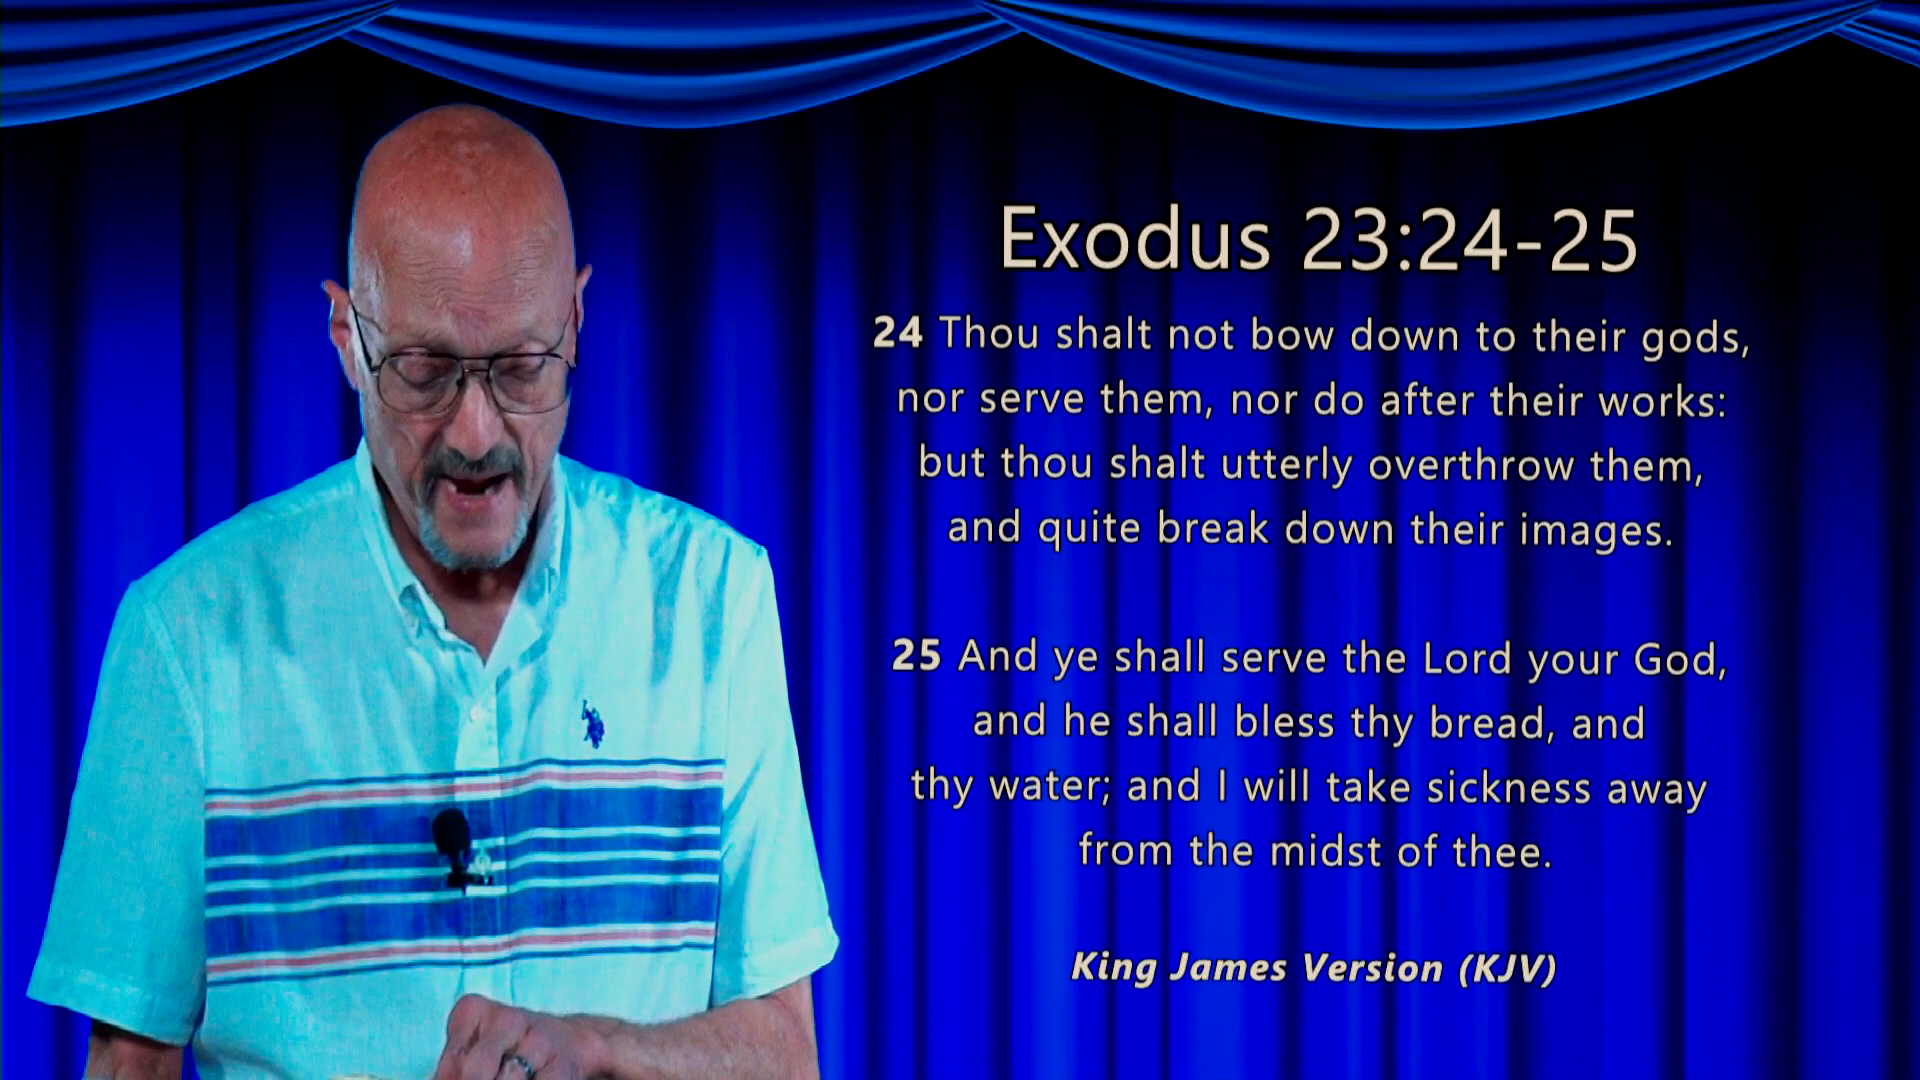 Exodus 23:24-25
24 Thou shalt not bow down to their gods,
nor serve them, nor do after their works:
but thou shalt utterly overthrow them,
and quite break down their images.
25 And ye shall serve the Lord your God,
and he shall bless thy bread, and
thy water; and I will take sickness away
from the midst of thee.
King James Version (KJV)